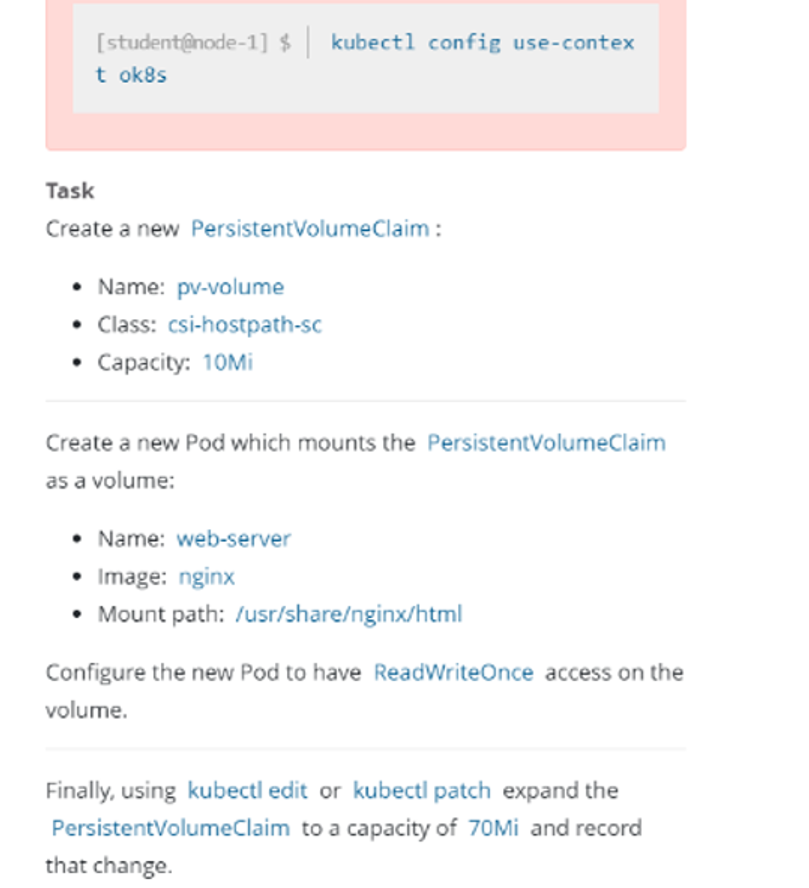 [student@node-1] $ | kubectl config use-contex
t ok8s
Task
Create a new PersistentVolumeClaim :
• Name: pv-volume
• Class: csi-hostpath-sc
• Capacity: 10Mi
Create a new Pod which mounts the PersistentVolumeClaim
as a volume:
• Name: web-server
• Image: nginx
• Mount path: /usr/share/nginx/html
Configure the new Pod to have ReadWriteOnce access on the
volume.
Finally, using kubectl edit or kubectl patch expand the
PersistentVolumeClaim to a capacity of 70Mi and record
that change.